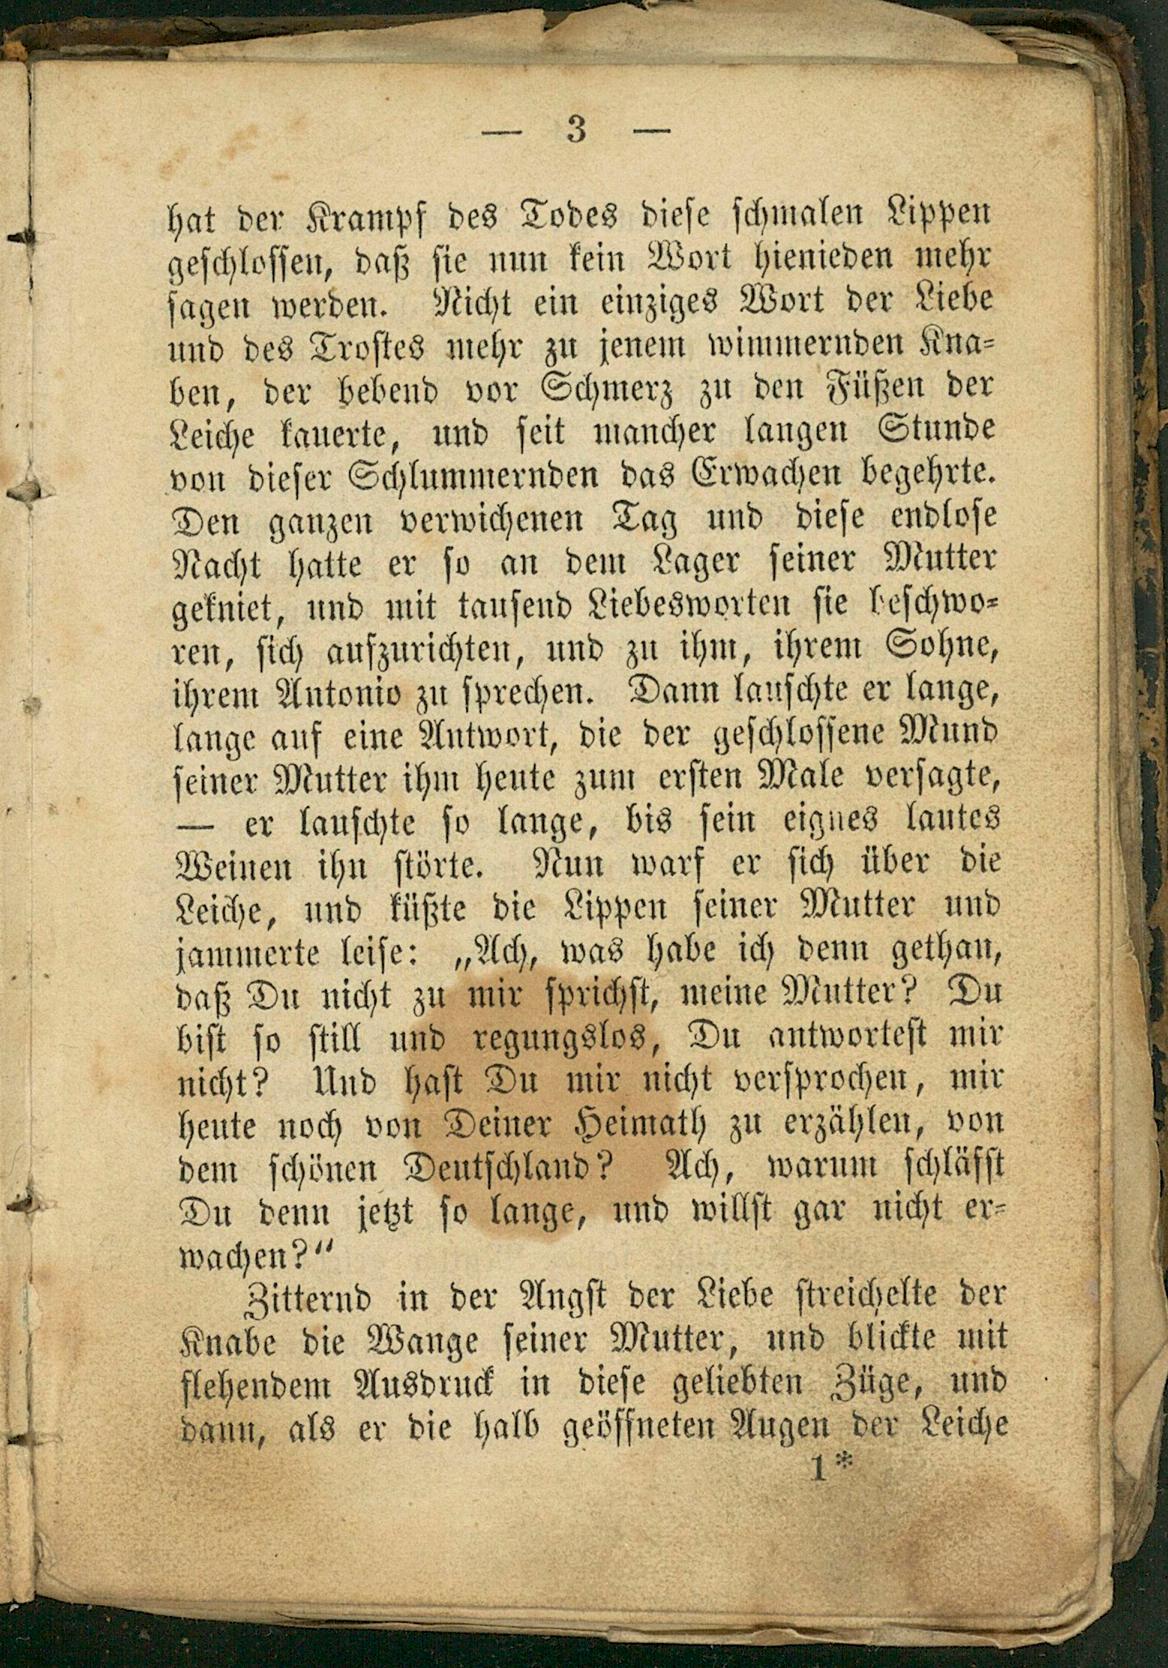 — 3 —
hat der Krampf des Todes diese schmalen Lippen
geschlossen, daß sie nun kein Wort hienieden mehr
sagen werden. Nicht ein einziges Wort der Liebe
und des Trostes mehr zu jenem wimmernden Kna-
ben, der bebend vor Schmerz zu den Füßen der
Leiche kauerte, und seit mancher langen Stunde
von dieser Schlummernden das Erwachen begehrte.
Den ganzen verwichenen Tag und diese endlose
Nacht hatte er so an dem Lager seiner Mutter
gekniet, und mit tausend Liebesworten sie beschwo-
ren, sich aufzurichten, und zu ihm, ihrem Sohne,
ihrem Antonio zu sprechen. Dann lauschte er lange,
lange auf eine Antwort, die der geschlossene Mund
seiner Mutter ihm heute zum ersten Male versagte,
— er lauschte so lange, bis sein eignes lautes
Weinen ihn störte. Nun warf er sich über die
Leiche, und küßte die Lippen seiner Mutter und
jammerte leise: „Ach, was habe ich denn gethan,
daß Du nicht zu mir sprichst, meine Mutter? Du
bist so still und regungslos, Du antwortest mir
nicht? Und hast Du mir nicht versprochen, mir
heute noch von Deiner Heimath zu erzählen, von
dem schönen Deutschland? Ach, warum schläfst
Du denn jetzt so lange, und willst gar nicht er-
wachen?“
Zitternd in der Angst der Liebe streichelte der
Knabe die Wange seiner Mutter, und blickte mit
flehendem Ausdruck in diese geliebten Züge, und
dann, als er die halb geöffneten Augen der Leiche
1*